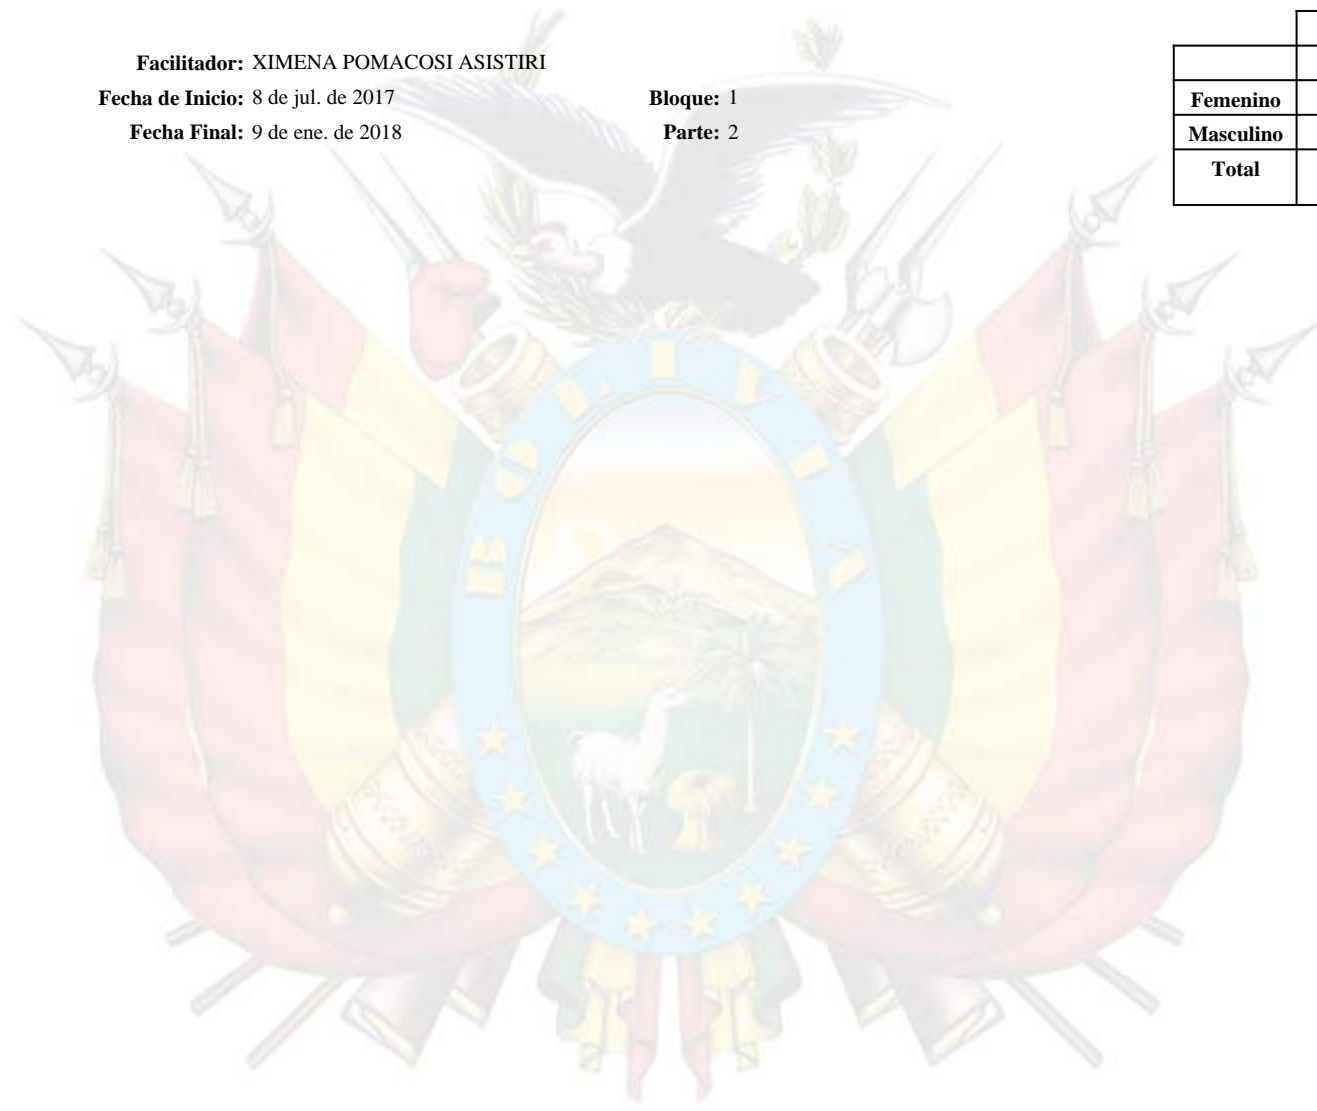 Facilitador: XIMENA POMACOSI ASISTIRI
Fecha de Inicio: 8 de jul. de 2017 Bloque: 1
Fecha Final: 9 de ene. de 2018 Parte: 2
Femenino
Masculino
Total
BOLIVIA